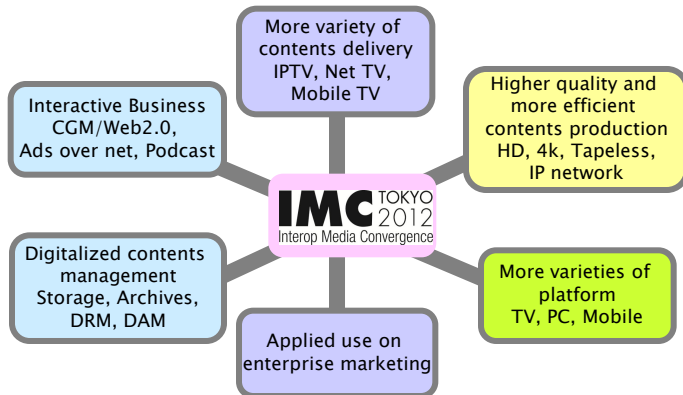 More variety of
contents delivery
IPTV, Net TV,
Mobile TV
Interactive Business
CGM/Web2.0,
Ads over net, Podcast
Higher quality and
more efficient
contents production
HD, 4k, Tapeless,
IP network
IMC TOKYO
2012
Interop Media Convergence
Digitalized contents
management
Storage, Archives,
DRM, DAM
More varieties of
platform
TV, PC, Mobile
Applied use on
enterprise marketing